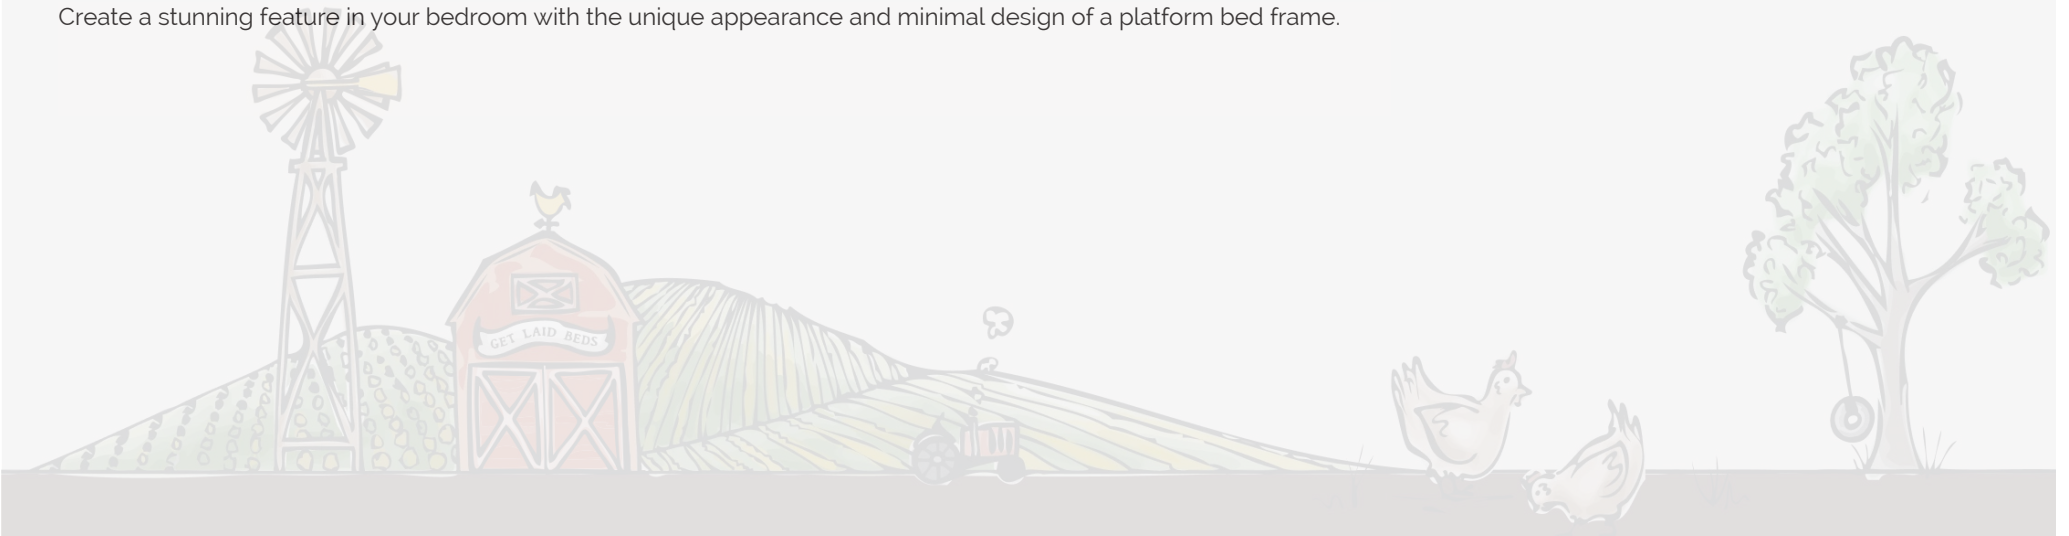 Create a stunning feature in your bedroom with the unique appearance and minimal design of a platform bed frame.
GET LAID BEDS